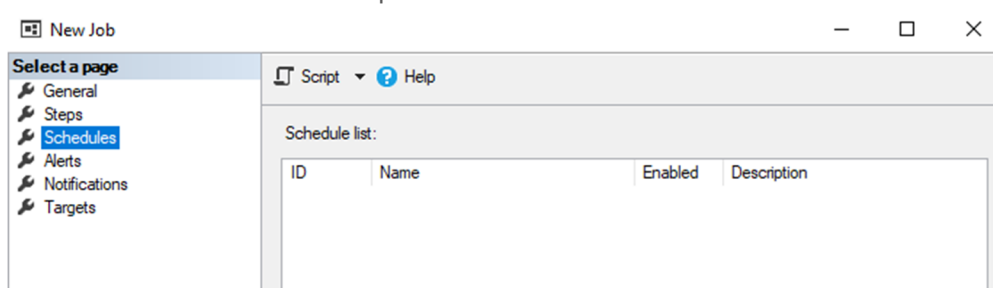 New Job
Select a page
General
Steps
Schedules
Alerts
Notifications
Targets
Script Help
Schedule list:
ID Name Enabled Description